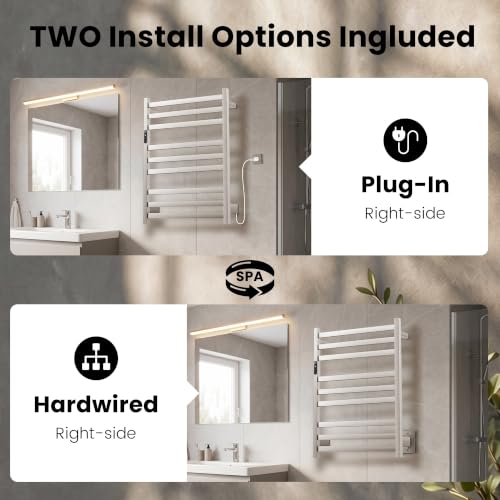 TWO Install Options Ingluded
Plug-In
Right-side
SPA
Hardwired
Right-side